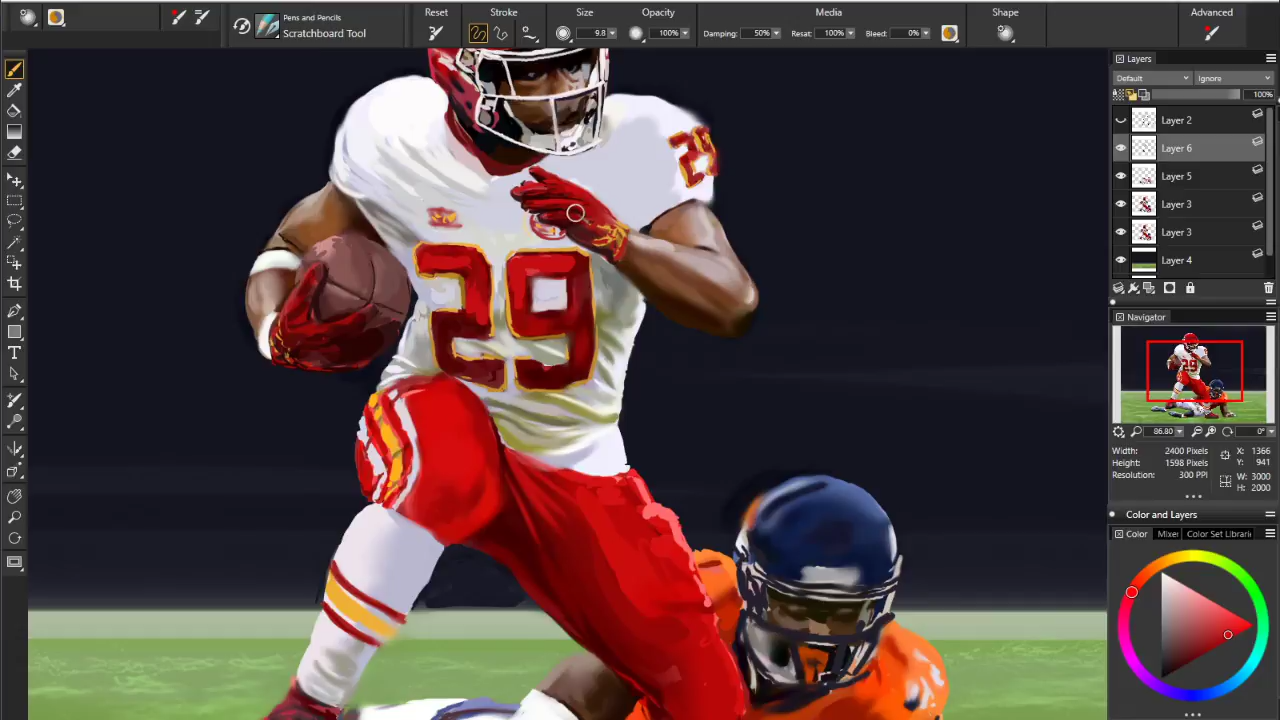 Pens and Pencils
Scratchboard Tool
Reset
Stroke
Size
9.8
Opacity
100%
Media
Damping: 50%
Resat: 100%
Bleed: 0%
Shape
Advanced
Layers
Default
Ignore
100%
Layer 2
Layer 6
Layer 5
Layer 3
Layer 3
Layer 4
29
29
Navigator
86.80
0°
Width: 2400 Pixels
Height: 1598 Pixels
Resolution: 300 PPI
X: 1366
Y: 941
W: 3000
H: 2000
Color and Layers
Color
Mixer
Color Set Librari